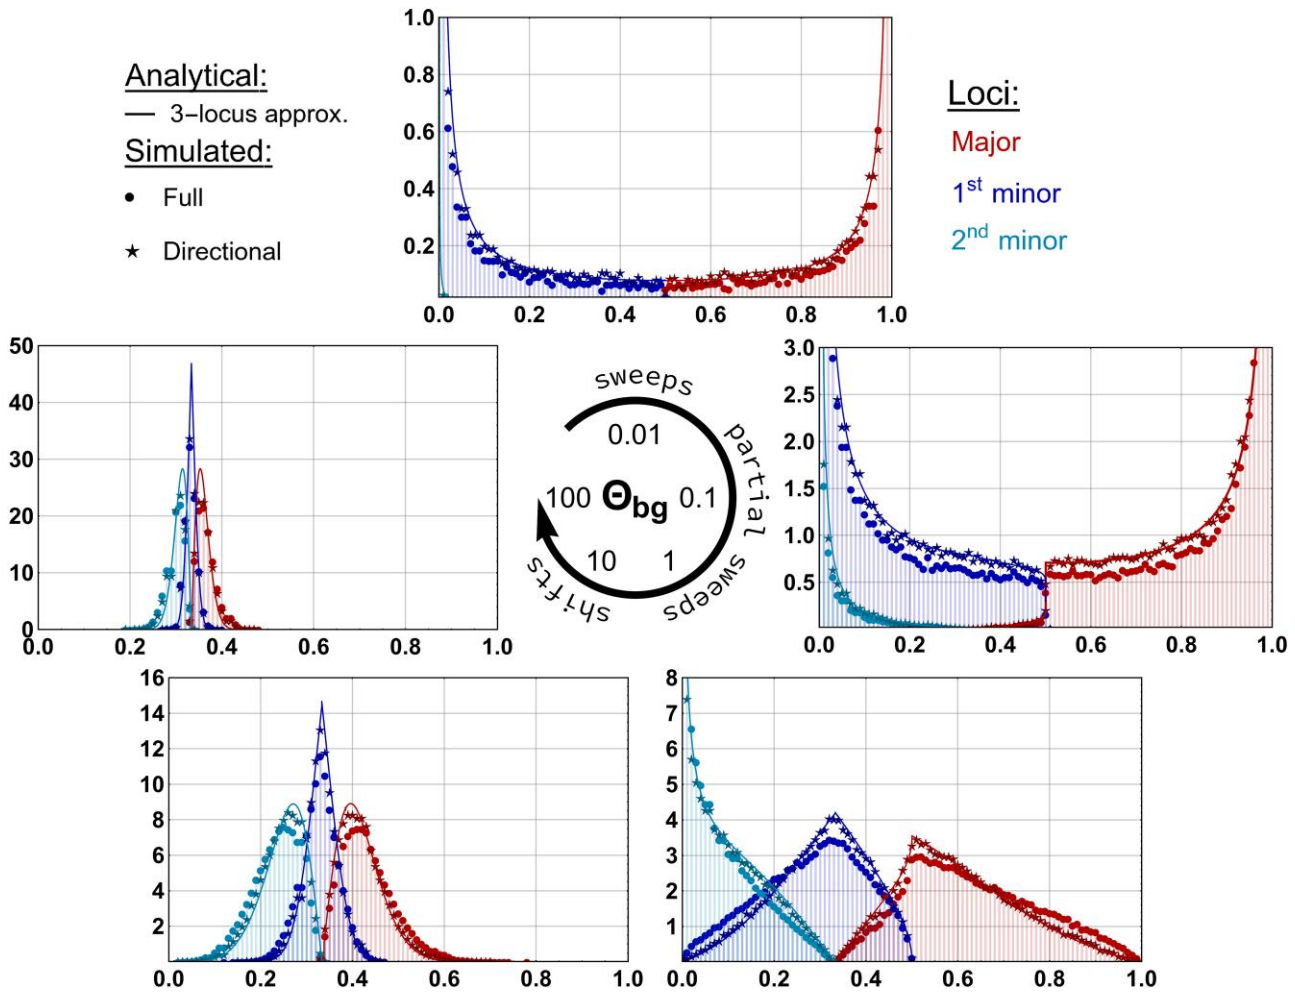 Analytical:
— 3-locus approx.
Simulated:
● Full
★ Directional
1.0
0.8
0.6
0.4
0.2
0.0 0.2 0.4 0.6 0.8 1.0
Loci:
Major
1st minor
2nd minor
50
40
30
20
10
0
0.0 0.2 0.4 0.6 0.8 1.0
sweeps
partial sweeps
shifts
0.01
100 Θbg 0.1
10 1
3.0
2.5
2.0
1.5
1.0
0.5
0.0 0.2 0.4 0.6 0.8 1.0
16
14
12
10
8
6
4
2
0.0 0.2 0.4 0.6 0.8 1.0
8
7
6
5
4
3
2
1
0.0 0.2 0.4 0.6 0.8 1.0